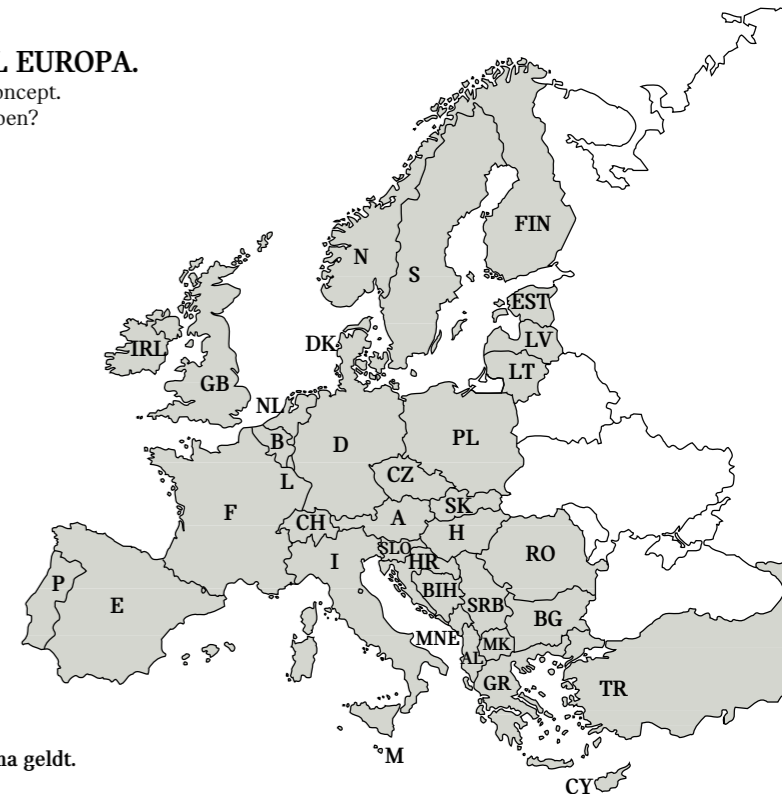 L EUROPA.
oncept.
pen?
FIN
N
S
EST
LV
DK
IRL
LT
GB
NL
B
D
PL
CZ
L
SK
A
F
CH
H
SLO
HR
I
RO
P
BIH
E
SRB
BG
MNE
MK
AL
GR
TR
M
na geldt.
CY